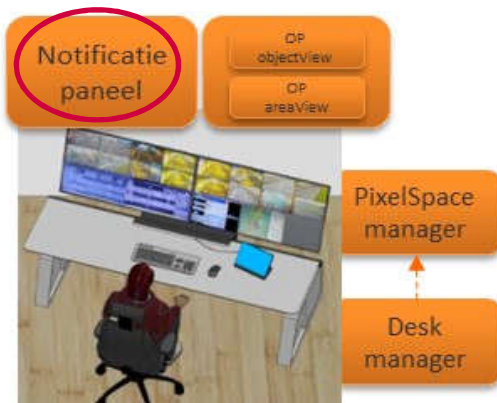 Notificatie
paneel
OP
objectView
OP
areaView
PixelSpace
manager
Desk
manager